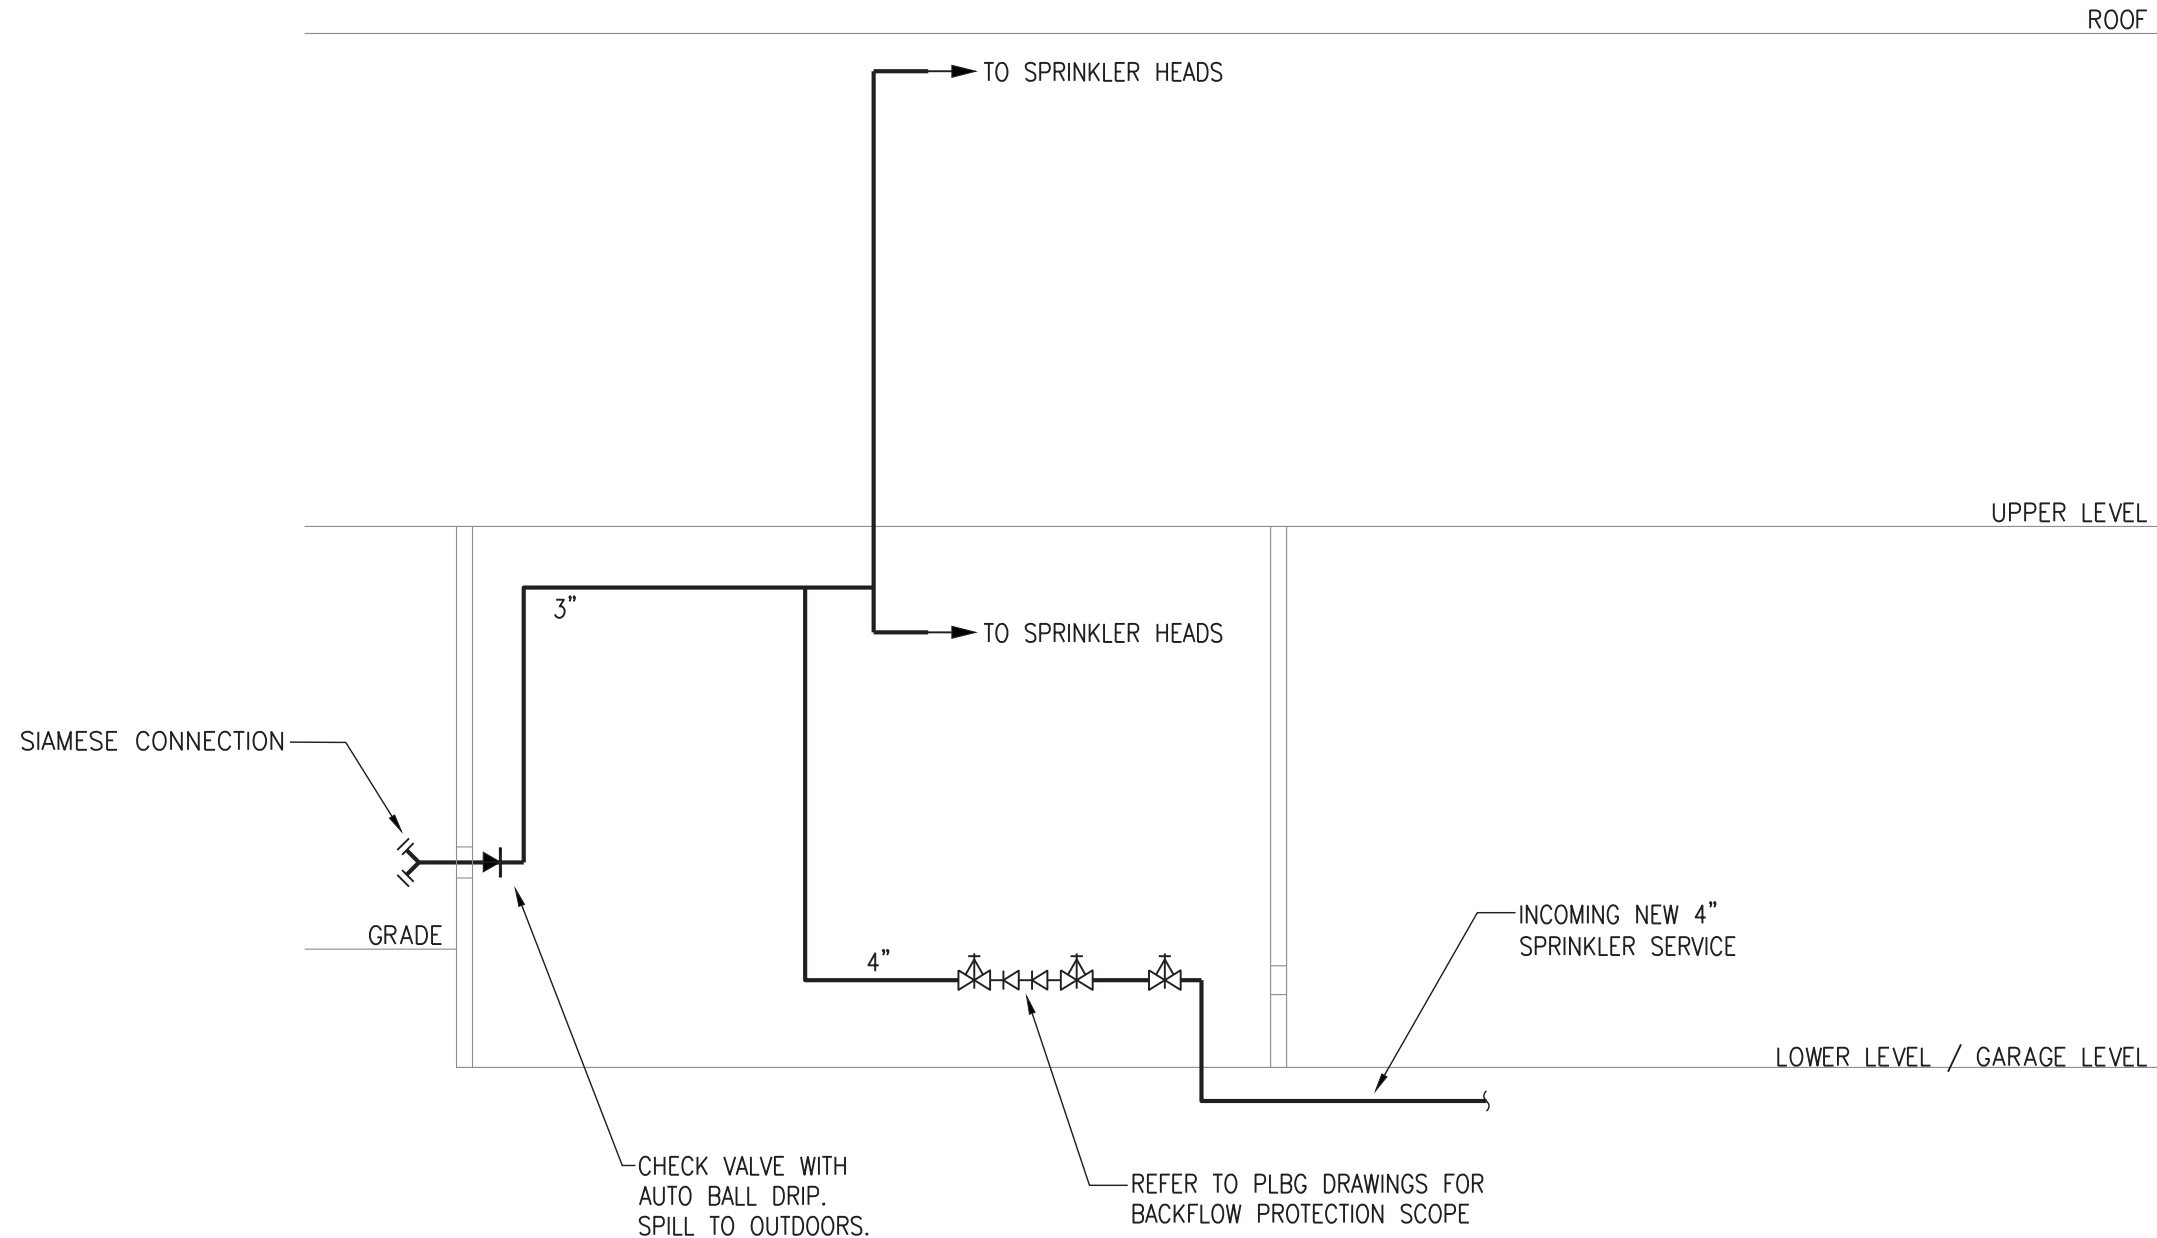 ROOF
TO SPRINKLER HEADS
UPPER LEVEL
3"
TO SPRINKLER HEADS
SIAMESE CONNECTION
GRADE
4"
INCOMING NEW 4"
SPRINKLER SERVICE
LOWER LEVEL / GARAGE LEVEL
CHECK VALVE WITH
AUTO BALL DRIP.
SPILL TO OUTDOORS.
REFER TO PLBG DRAWINGS FOR
BACKFLOW PROTECTION SCOPE